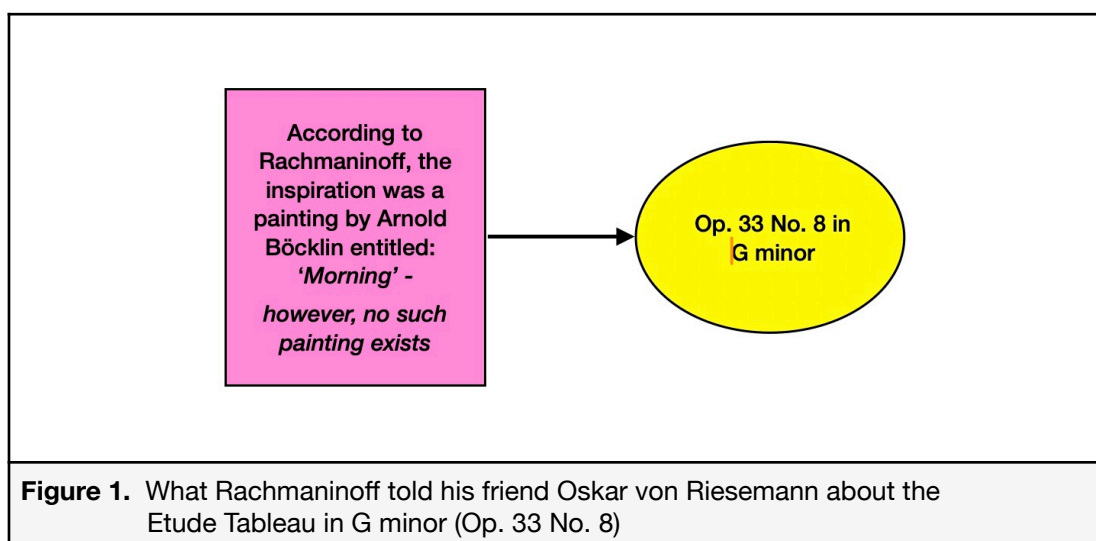 According to
Rachmaninoff, the
inspiration was a
painting by Arnold
Böcklin entitled:
‘Morning’ -
however, no such
painting exists
Op. 33 No. 8 in
G minor
Figure 1. What Rachmaninoff told his friend Oskar von Riesemann about the
Etude Tableau in G minor (Op. 33 No. 8)